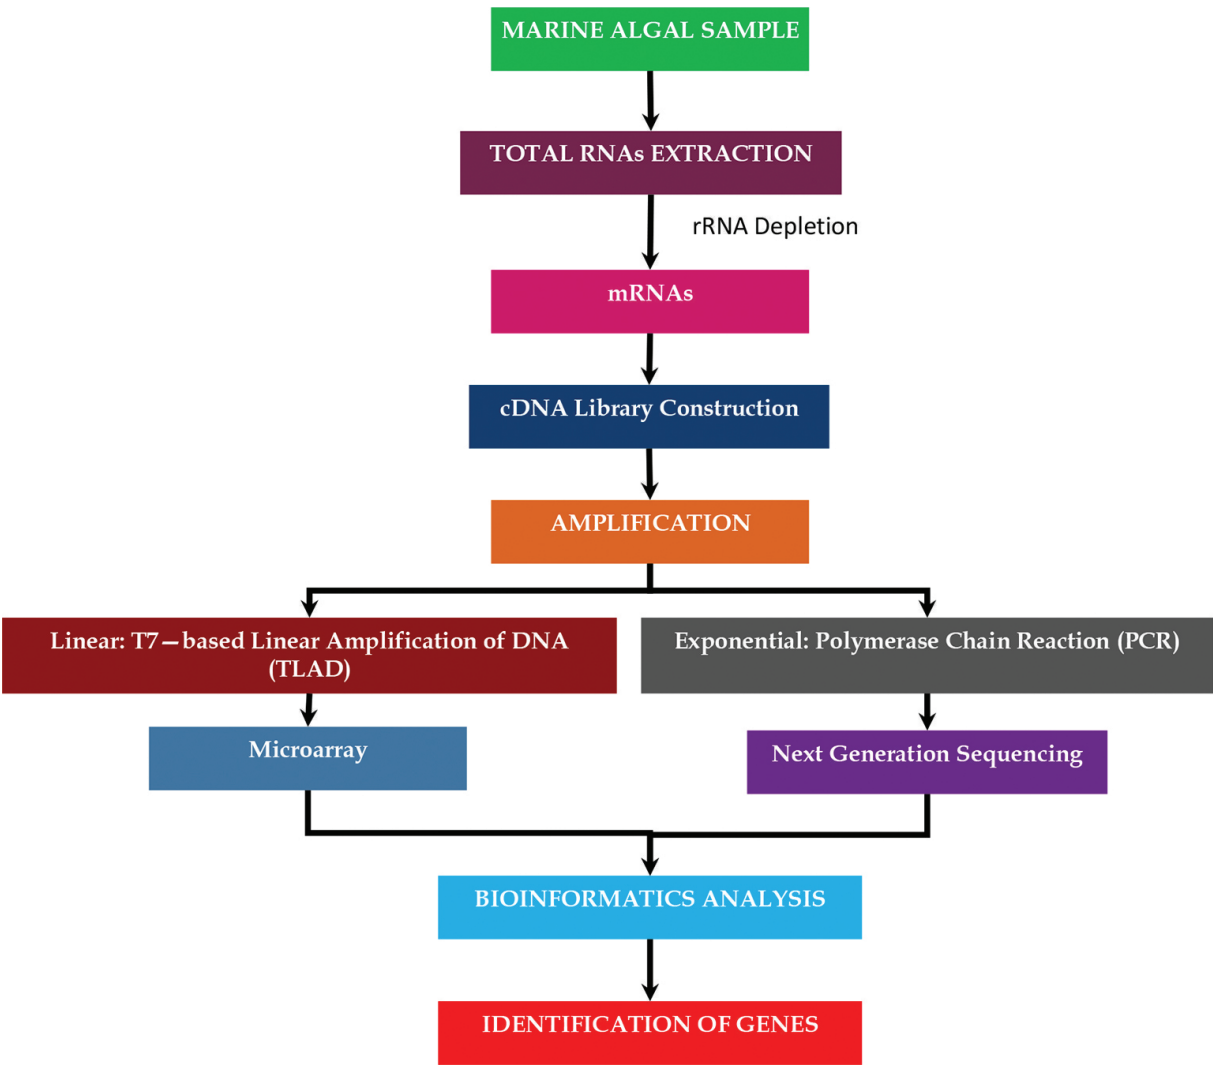 MARINE ALGAL SAMPLE
TOTAL RNAs EXTRACTION
rRNA Depletion
mRNAs
cDNA Library Construction
AMPLIFICATION
Linear: T7—based Linear Amplification of DNA
(TLAD)
Exponential: Polymerase Chain Reaction (PCR)
Microarray
Next Generation Sequencing
BIOINFORMATICS ANALYSIS
IDENTIFICATION OF GENES